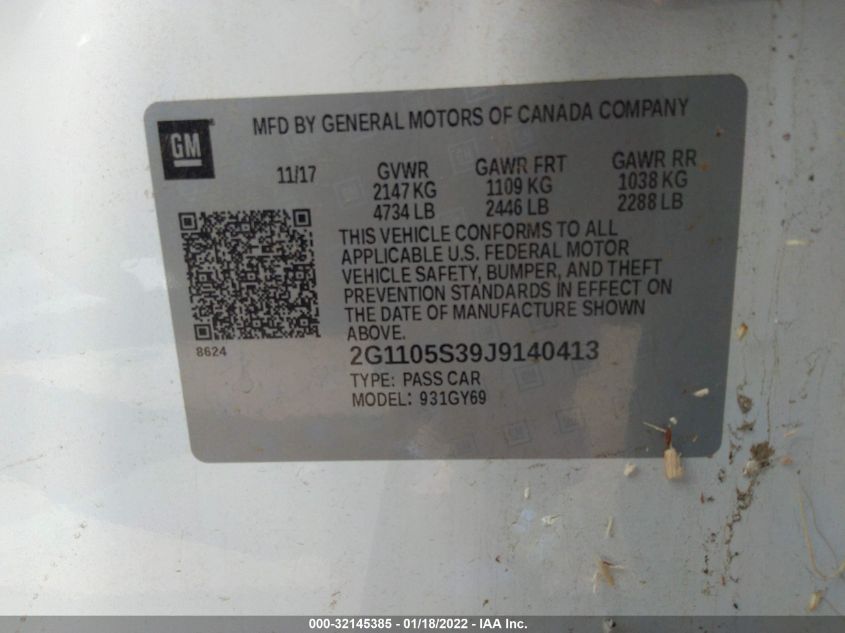 GM
MFD BY GENERAL MOTORS OF CANADA COMPANY
11/17 GVWR GAWR FRT GAWR RR
2147 KG 1109 KG 1038 KG
4734 LB 2446 LB 2288 LB
THIS VEHICLE CONFORMS TO ALL
APPLICABLE U.S. FEDERAL MOTOR
VEHICLE SAFETY, BUMPER, AND THEFT
PREVENTION STANDARDS IN EFFECT ON
THE DATE OF MANUFACTURE SHOWN
ABOVE.
8624 2G1105S39J9140413
TYPE: PASS CAR
MODEL: 931GY69
000-32145385 - 01/18/2022 - IAA Inc.